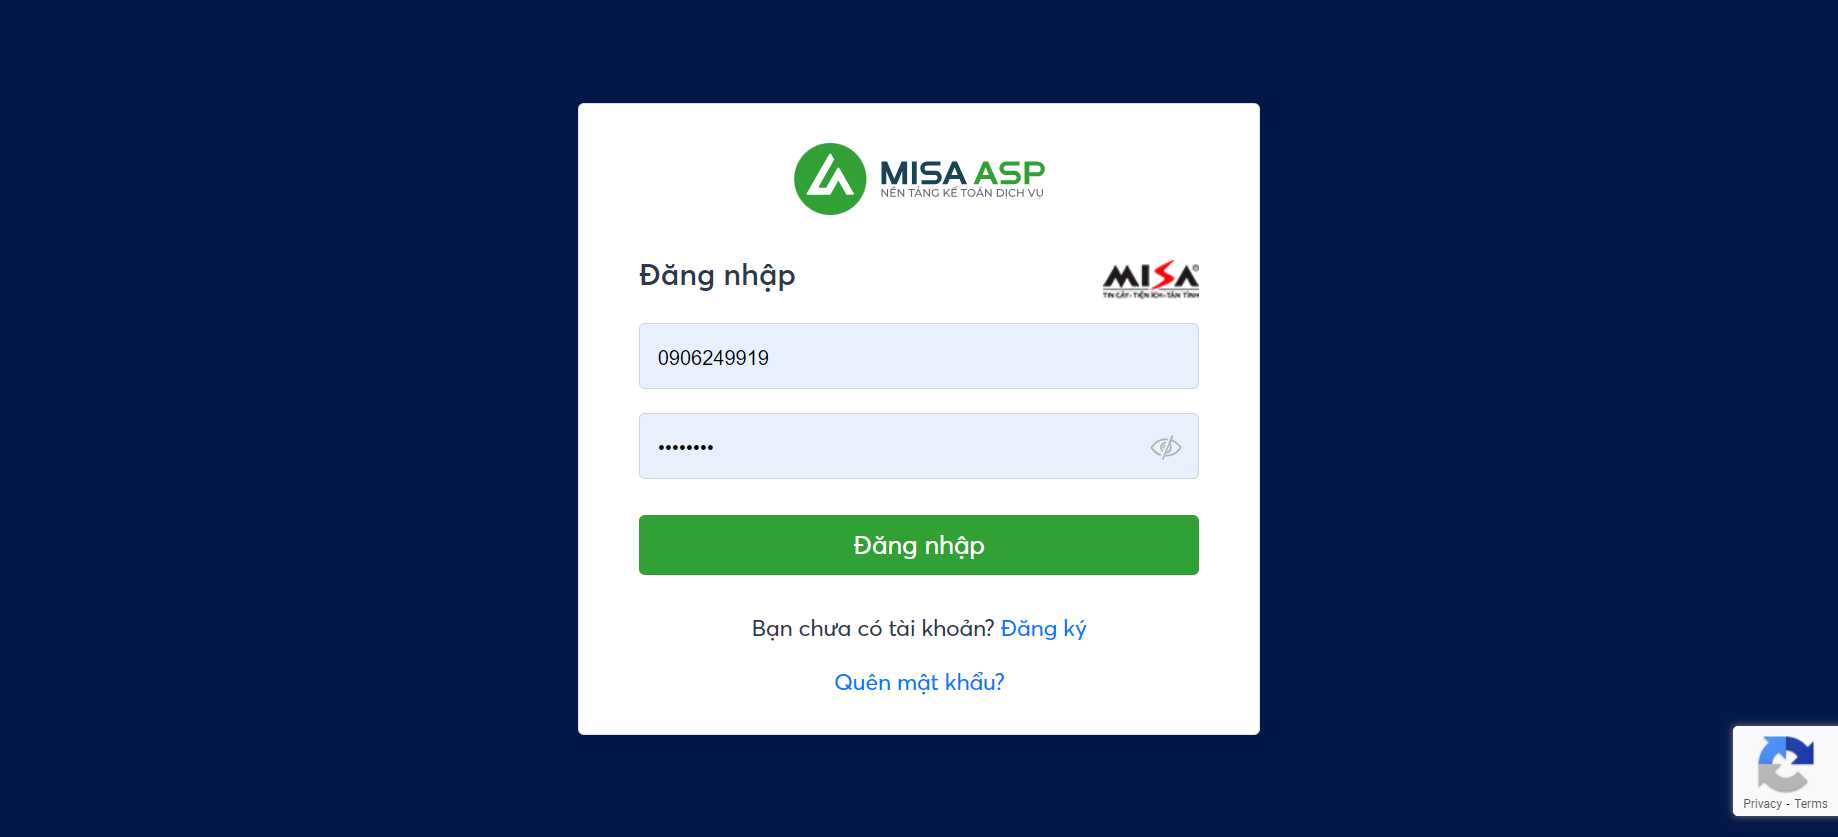 MISA ASP
NỀN TẢNG KẾ TOÁN DỊCH VỤ
Đăng nhập
MISA®
TIN CẬY-TIỆN ÍCH-TẬN TÌNH
0906249919
••••••••
Đăng nhập
Bạn chưa có tài khoản? Đăng ký
Quên mật khẩu?
Privacy - Terms